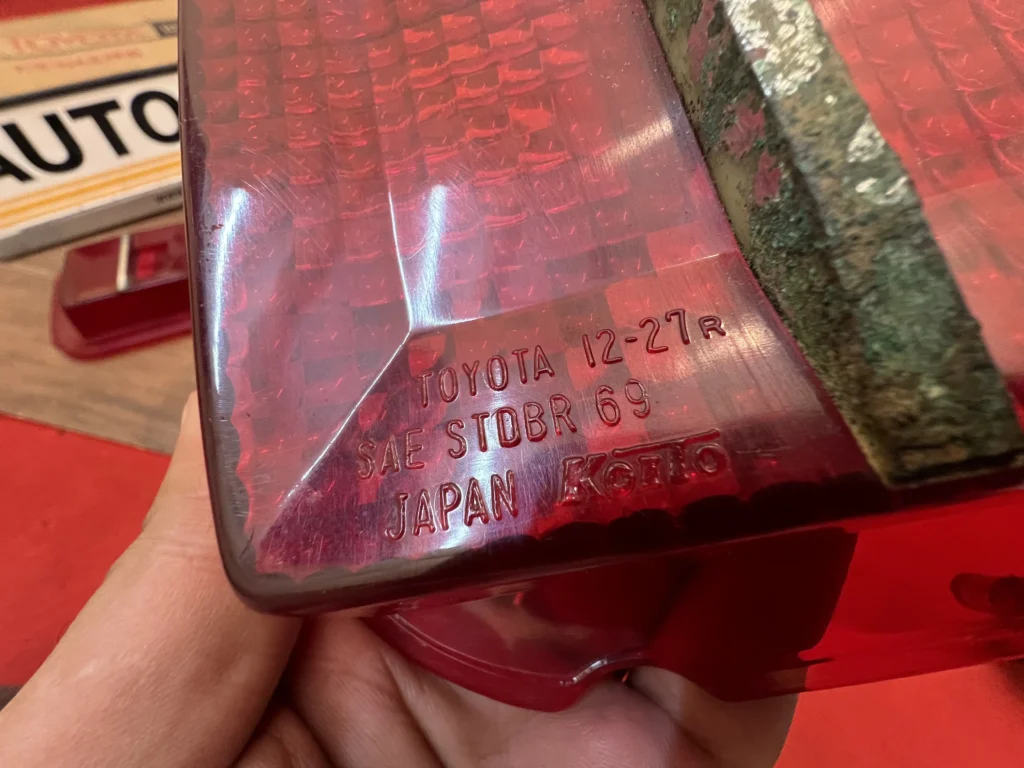 AUTO
TOYOTA 12-27R
SAE STDBR 69
JAPAN KOITO